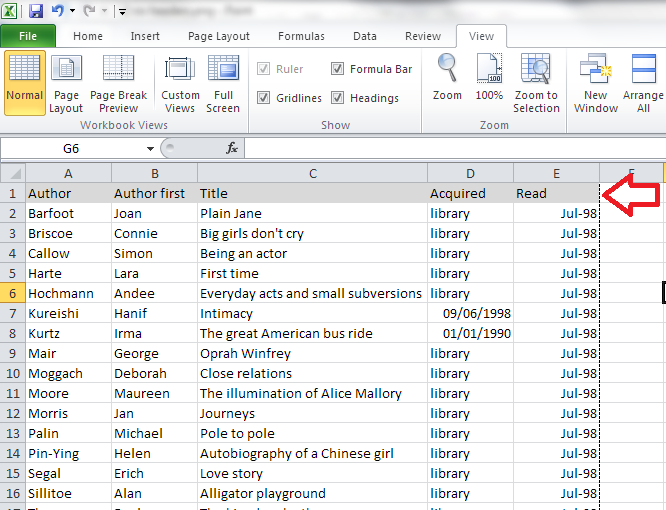 File Home Insert Page Layout Formulas Data Review View
Normal Page Layout Page Break Preview Custom Views Full Screen
Workbook Views
Ruler Formula Bar
Gridlines Headings
Show
Zoom 100% Zoom to Selection
Zoom
New Window Arrange All
G6 fx
A B C D E
1 Author Author first Title Acquired Read
2 Barfoot Joan Plain Jane library Jul-98
3 Briscoe Connie Big girls don't cry library Jul-98
4 Callow Simon Being an actor library Jul-98
5 Harte Lara First time library Jul-98
6 Hochmann Andee Everyday acts and small subversions library Jul-98
7 Kureishi Hanif Intimacy 09/06/1998 Jul-98
8 Kurtz Irma The great American bus ride 01/01/1990 Jul-98
9 Mair George Oprah Winfrey library Jul-98
10 Moggach Deborah Close relations library Jul-98
11 Moore Maureen The illumination of Alice Mallory library Jul-98
12 Morris Jan Journeys library Jul-98
13 Palin Michael Pole to pole library Jul-98
14 Pin-Ying Helen Autobiography of a Chinese girl library Jul-98
15 Segal Erich Love story library Jul-98
16 Sillitoe Alan Alligator playground library Jul-98